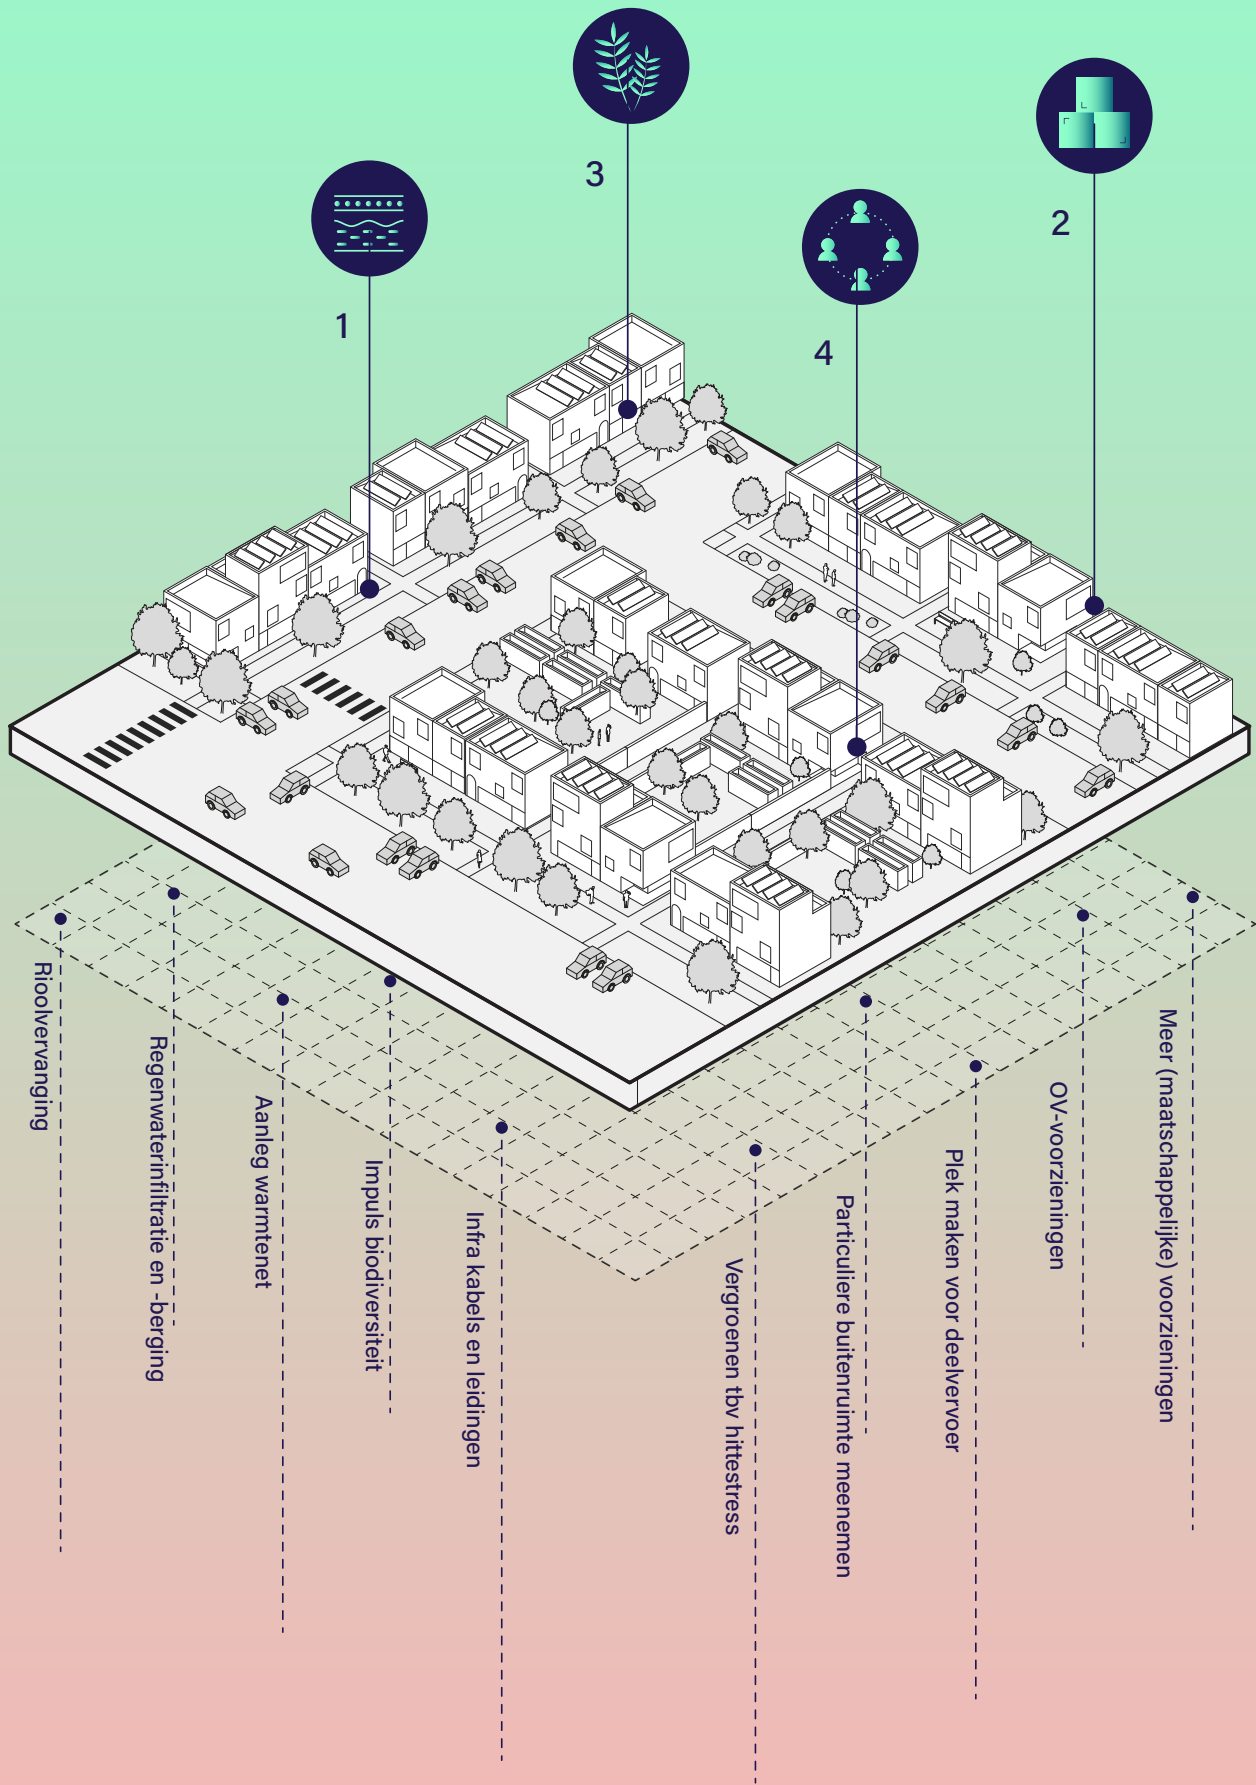 3
2
1
4
Rioolvervanging
Regenwaterinfiltratie en -berging
Aanleg warmtenet
Impuls biodiversiteit
Infra kabels en leidingen
Vergroenen tbv hittestress
Particuliere buitenruimte meenemen
Plek maken voor deelvervoer
OV-voorzieningen
Meer (maatschappelijke) voorzieningen